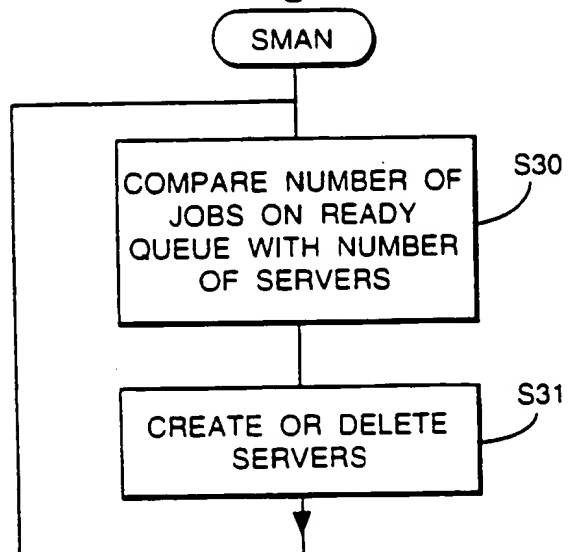 SMAN
COMPARE NUMBER OF
JOBS ON READY
QUEUE WITH NUMBER
OF SERVERS
S30
CREATE OR DELETE
SERVERS
S31